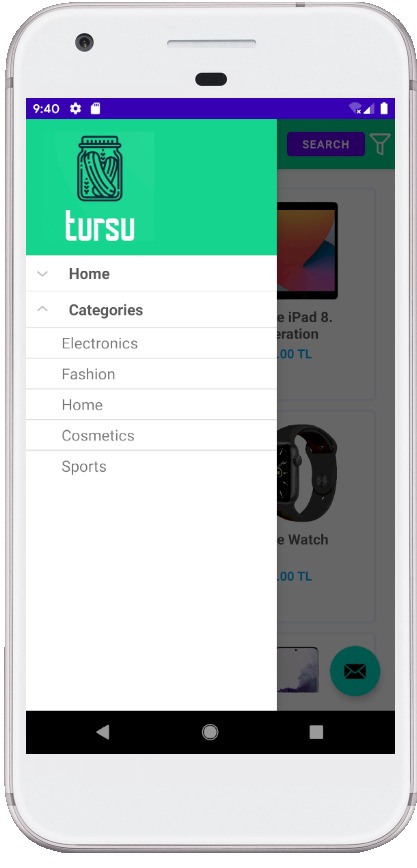 9:40
SEARCH
tursu
Home
Categories
Electronics
Fashion
Home
Cosmetics
Sports
e iPad 8.
eration
.00 TL
e Watch
.00 TL